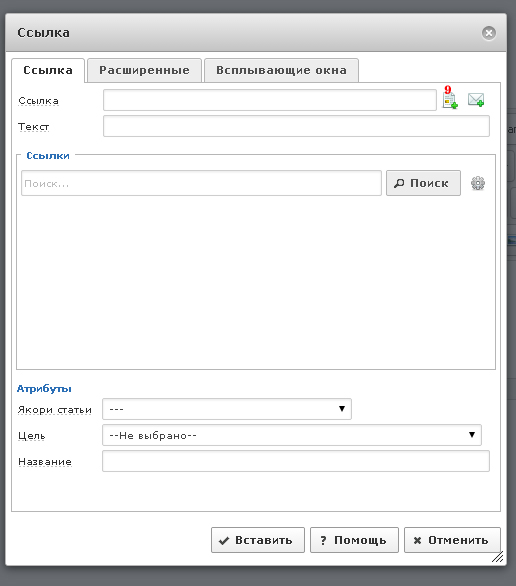 Ссылка
Ссылка Расширенные Всплывающие окна
Ссылка 9
Текст
Ссылки
Поиск... Поиск
Атрибуты
Якори статьи ---
Цель --Не выбрано--
Название
Вставить ? Помощь Отменить